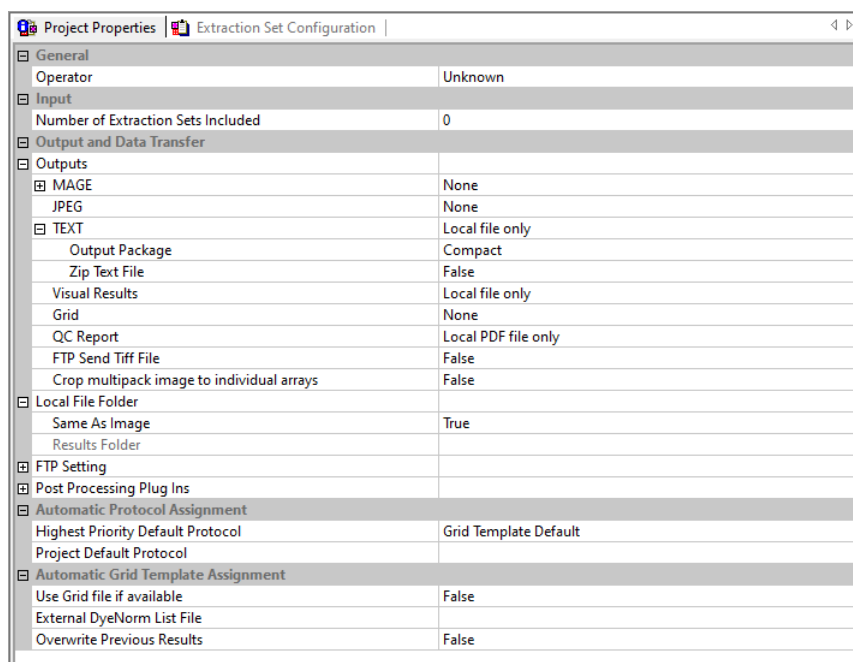 Project Properties Extraction Set Configuration
General
Operator Unknown
Input
Number of Extraction Sets Included 0
Output and Data Transfer
Outputs
MAGE None
JPEG None
TEXT Local file only
Output Package Compact
Zip Text File False
Visual Results Local file only
Grid None
QC Report Local PDF file only
FTP Send Tiff File False
Crop multipack image to individual arrays False
Local File Folder
Same As Image True
Results Folder
FTP Setting
Post Processing Plug Ins
Automatic Protocol Assignment
Highest Priority Default Protocol Grid Template Default
Project Default Protocol
Automatic Grid Template Assignment
Use Grid file if available False
External DyeNorm List File
Overwrite Previous Results False